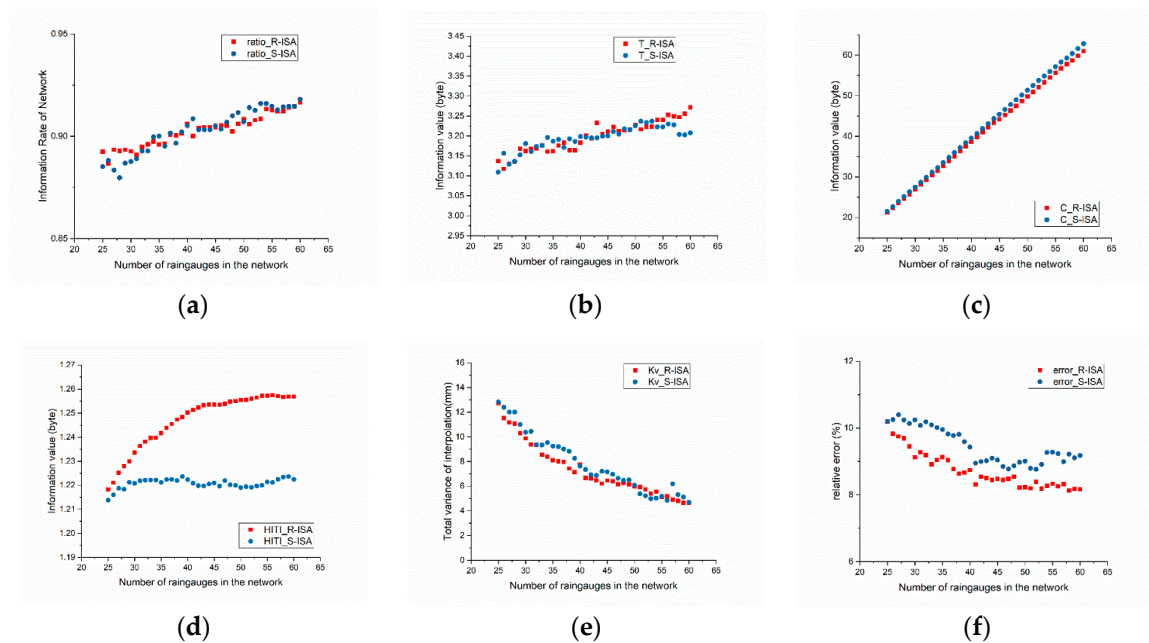 0.95
0.90
0.85
Information Rate of Network
ratio_R-ISA
ratio_S-ISA
20 25 30 35 40 45 50 55 60 65
Number of raingauges in the network
(a)
3.45
3.40
3.35
3.30
3.25
3.20
3.15
3.10
3.05
3.00
2.95
Information value (byte)
T_R-ISA
T_S-ISA
20 25 30 35 40 45 50 55 60 65
Number of raingauges in the network
(b)
60
50
40
30
20
Information value (byte)
C_R-ISA
C_S-ISA
20 25 30 35 40 45 50 55 60 65
Number of raingauges in the network
(c)
1.27
1.26
1.25
1.24
1.23
1.22
1.21
1.20
1.19
Information value (byte)
HITI_R-ISA
HITI_S-ISA
20 25 30 35 40 45 50 55 60 65
Number of raingauges in the network
(d)
16
14
12
10
8
6
4
2
0
Total variance of interpolation(mm)
Kv_R-ISA
Kv_S-ISA
20 25 30 35 40 45 50 55 60 65
Number of raingauges in the network
(e)
12
10
8
6
relative error (%)
error_R-ISA
error_S-ISA
20 25 30 35 40 45 50 55 60 65
Number of raingauges in the network
(f)